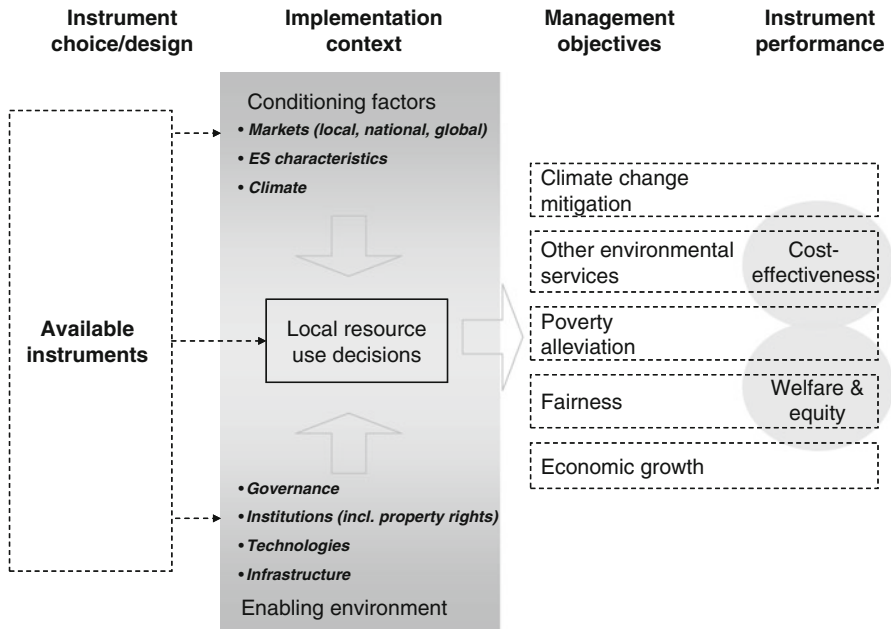 Instrument
choice/design
Implementation
context
Management
objectives
Instrument
performance
Available
instruments
Conditioning factors
• Markets (local, national, global)
• ES characteristics
• Climate
Local resource
use decisions
• Governance
• Institutions (incl. property rights)
• Technologies
• Infrastructure
Enabling environment
Climate change
mitigation
Other environmental
services
Poverty
alleviation
Fairness
Economic growth
Cost-
effectiveness
Welfare &
equity